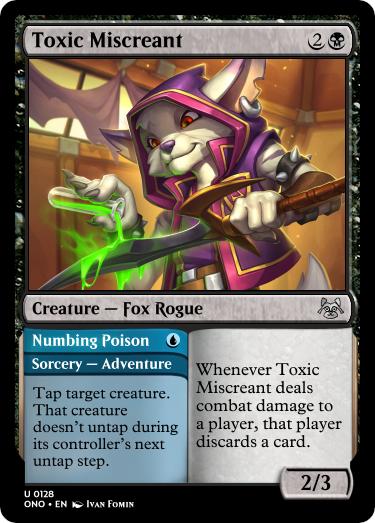 Toxic Miscreant 2
Creature — Fox Rogue
Numbing Poison
Sorcery — Adventure
Tap target creature.
That creature
doesn't untap during
its controller's next
untap step.
Whenever Toxic
Miscreant deals
combat damage to
a player, that player
discards a card.
2/3
U 0128
ONO • EN Ivan Fomin